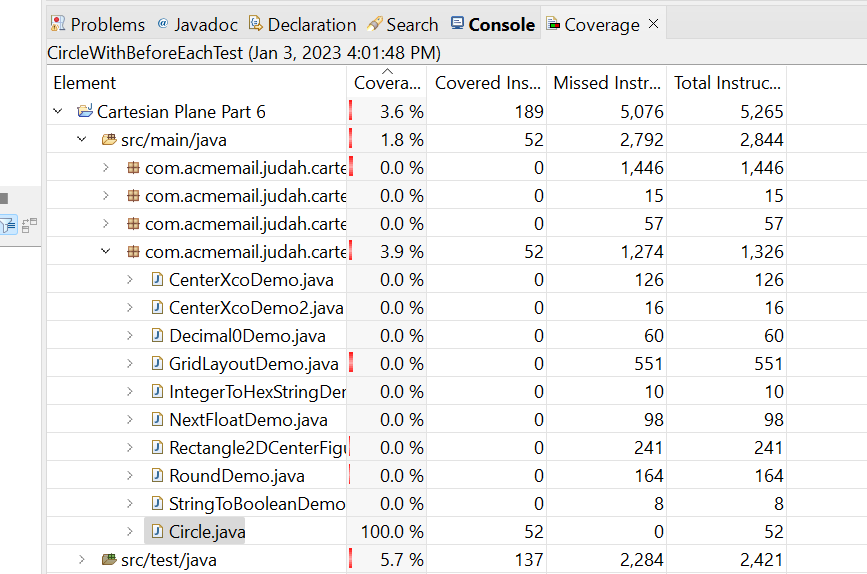 Problems @ Javadoc Declaration Search Console Coverage
CircleWithBeforeEachTest (Jan 3, 2023 4:01:48 PM)
Element Covera... Covered Ins... Missed Instr... Total Instruc...
Cartesian Plane Part 6 3.6 % 189 5,076 5,265
src/main/java 1.8 % 52 2,792 2,844
com.acmemail.judah.carte 0.0 % 0 1,446 1,446
com.acmemail.judah.carte 0.0 % 0 15 15
com.acmemail.judah.carte 0.0 % 0 57 57
com.acmemail.judah.carte 3.9 % 52 1,274 1,326
CenterXcoDemo.java 0.0 % 0 126 126
CenterXcoDemo2.java 0.0 % 0 16 16
Decimal0Demo.java 0.0 % 0 60 60
GridLayoutDemo.java 0.0 % 0 551 551
IntegerToHexStringDer 0.0 % 0 10 10
NextFloatDemo.java 0.0 % 0 98 98
Rectangle2DCenterFigu 0.0 % 0 241 241
RoundDemo.java 0.0 % 0 164 164
StringToBooleanDemo 0.0 % 0 8 8
Circle.java 100.0 % 52 0 52
src/test/java 5.7 % 137 2,284 2,421